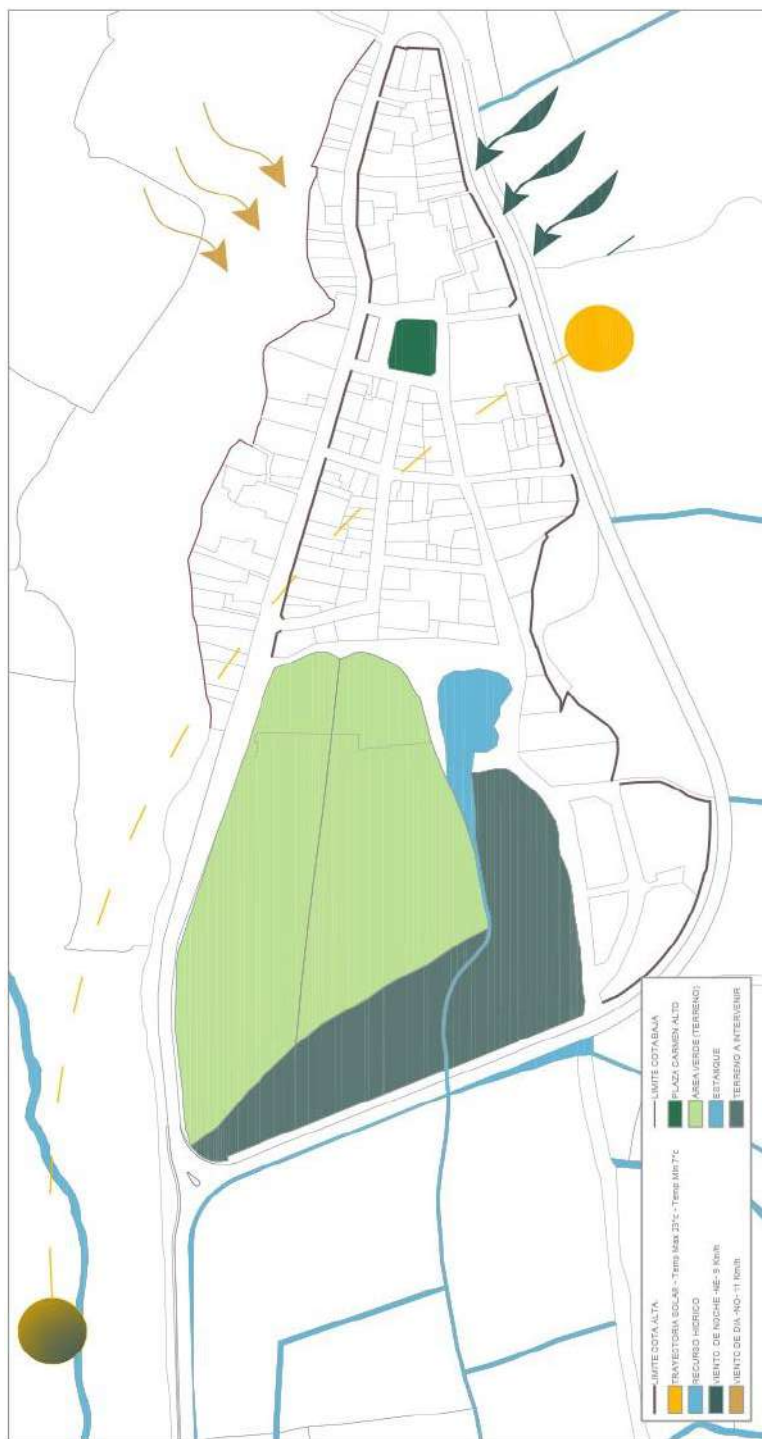 LIMITE COTA ALTA
TRAYECTORIA SOLAR - Temp Max 23°c - Temp Min 7°c
RECURSO HIDRICO
VIENTO DE NOCHE -NE- 9 Km/h
VIENTO DE DIA -NO- 11 Km/h
LIMITE COTA BAJA
PLAZA CARMEN ALTO
AREA VERDE (TERRENO)
ESTANQUE
TERRENO A INTERVENIR